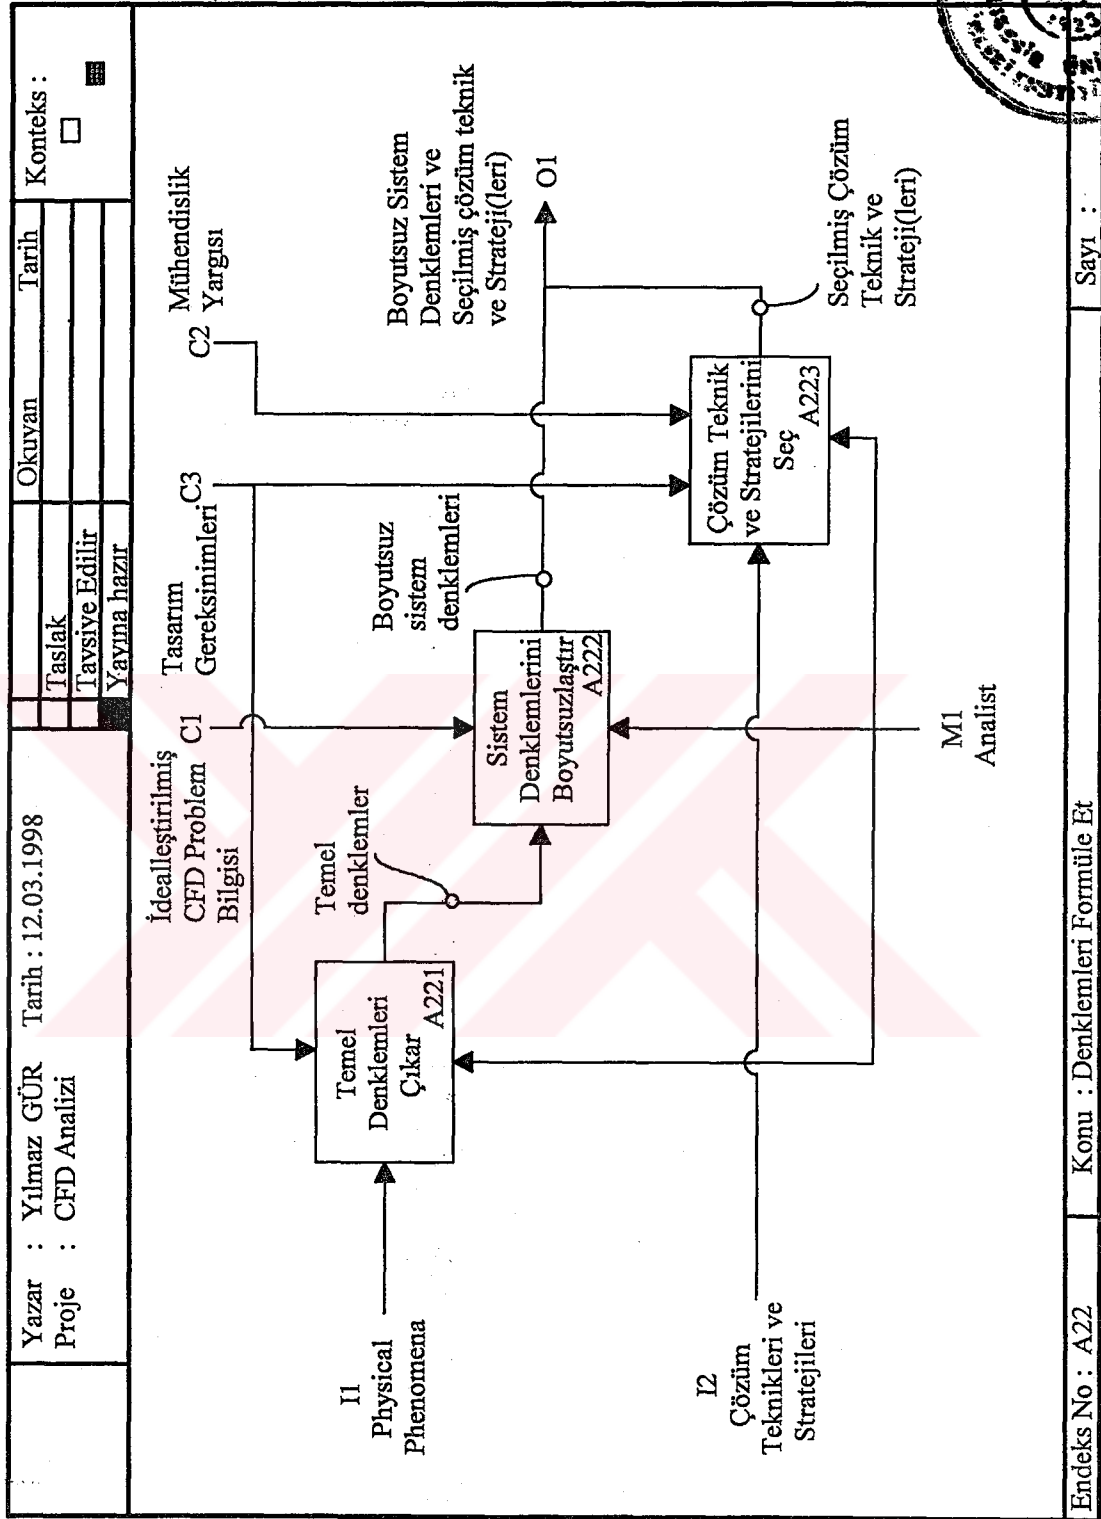 Yazar : Yılmaz GÜR Tarih : 12.03.1998
Proje : CFD Analizi
Taslak
Tavsiye Edilir
Yayına hazır
Okuyan Tarih
Konteks :
İdealleştirilmiş
CFD Problem
Bilgisi
C1
Tasarım
Gereksinimleri
C3
C2
Mühendislik
Yargısı
I1
Physical
Phenomena
Temel
Denklemleri
Çıkar
A221
Temel
denklemler
Sistem
Denklemlerini
Boyutsuzlaştır
A222
Boyutsuz
sistem
denklemleri
Boyutsuz Sistem
Denklemleri ve
Seçilmiş çözüm teknik
ve Strateji(leri)
O1
I2
Çözüm
Teknikleri ve
Stratejileri
Çözüm Teknik
ve Stratejilerini
Seç
A223
Seçilmiş Çözüm
Teknik ve
Strateji(leri)
M1
Analist
Endeks No : A22
Konu : Denklemleri Formüle Et
Sayı :